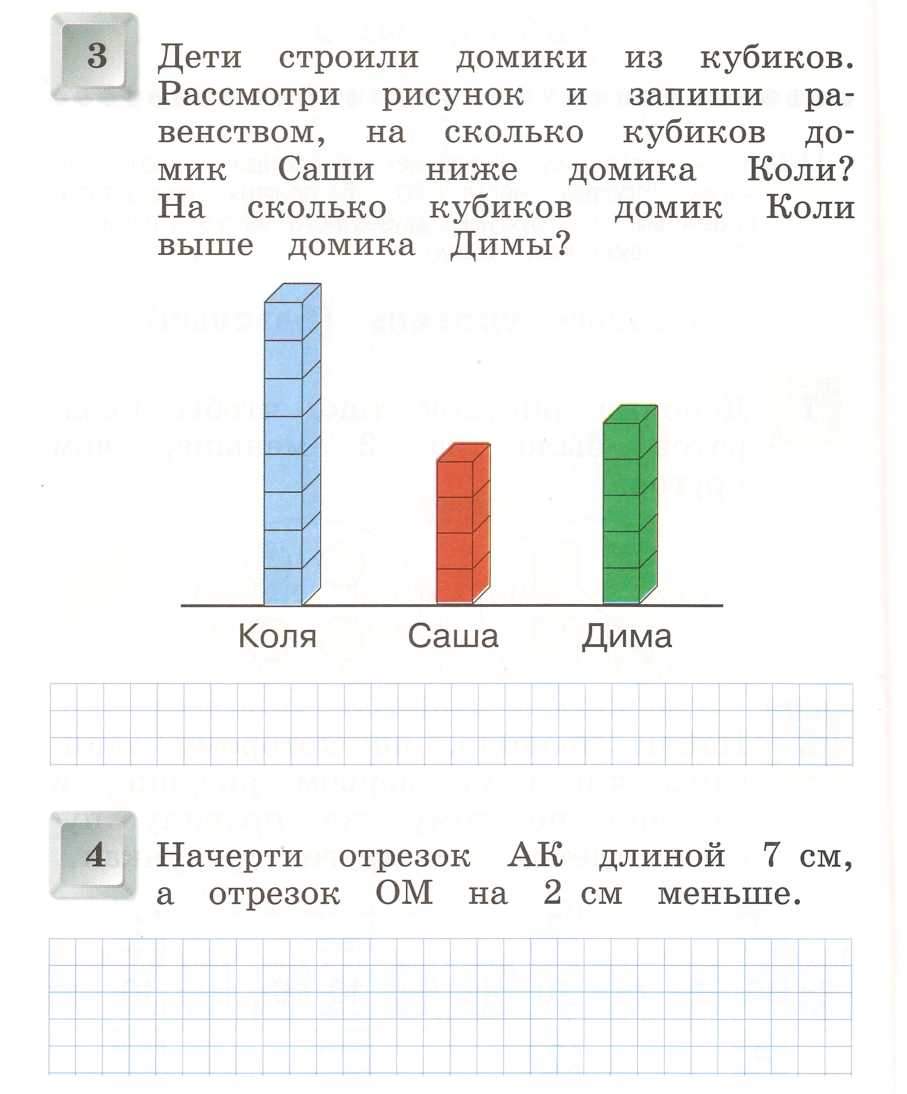 3
Дети строили домики из кубиков.
Рассмотри рисунок и запиши ра-
венством, на сколько кубиков до-
мик Саши ниже домика Коли?
На сколько кубиков домик Коли
выше домика Димы?
Коля Саша Дима
4
Начерти отрезок АК длиной 7 см,
а отрезок ОМ на 2 см меньше.